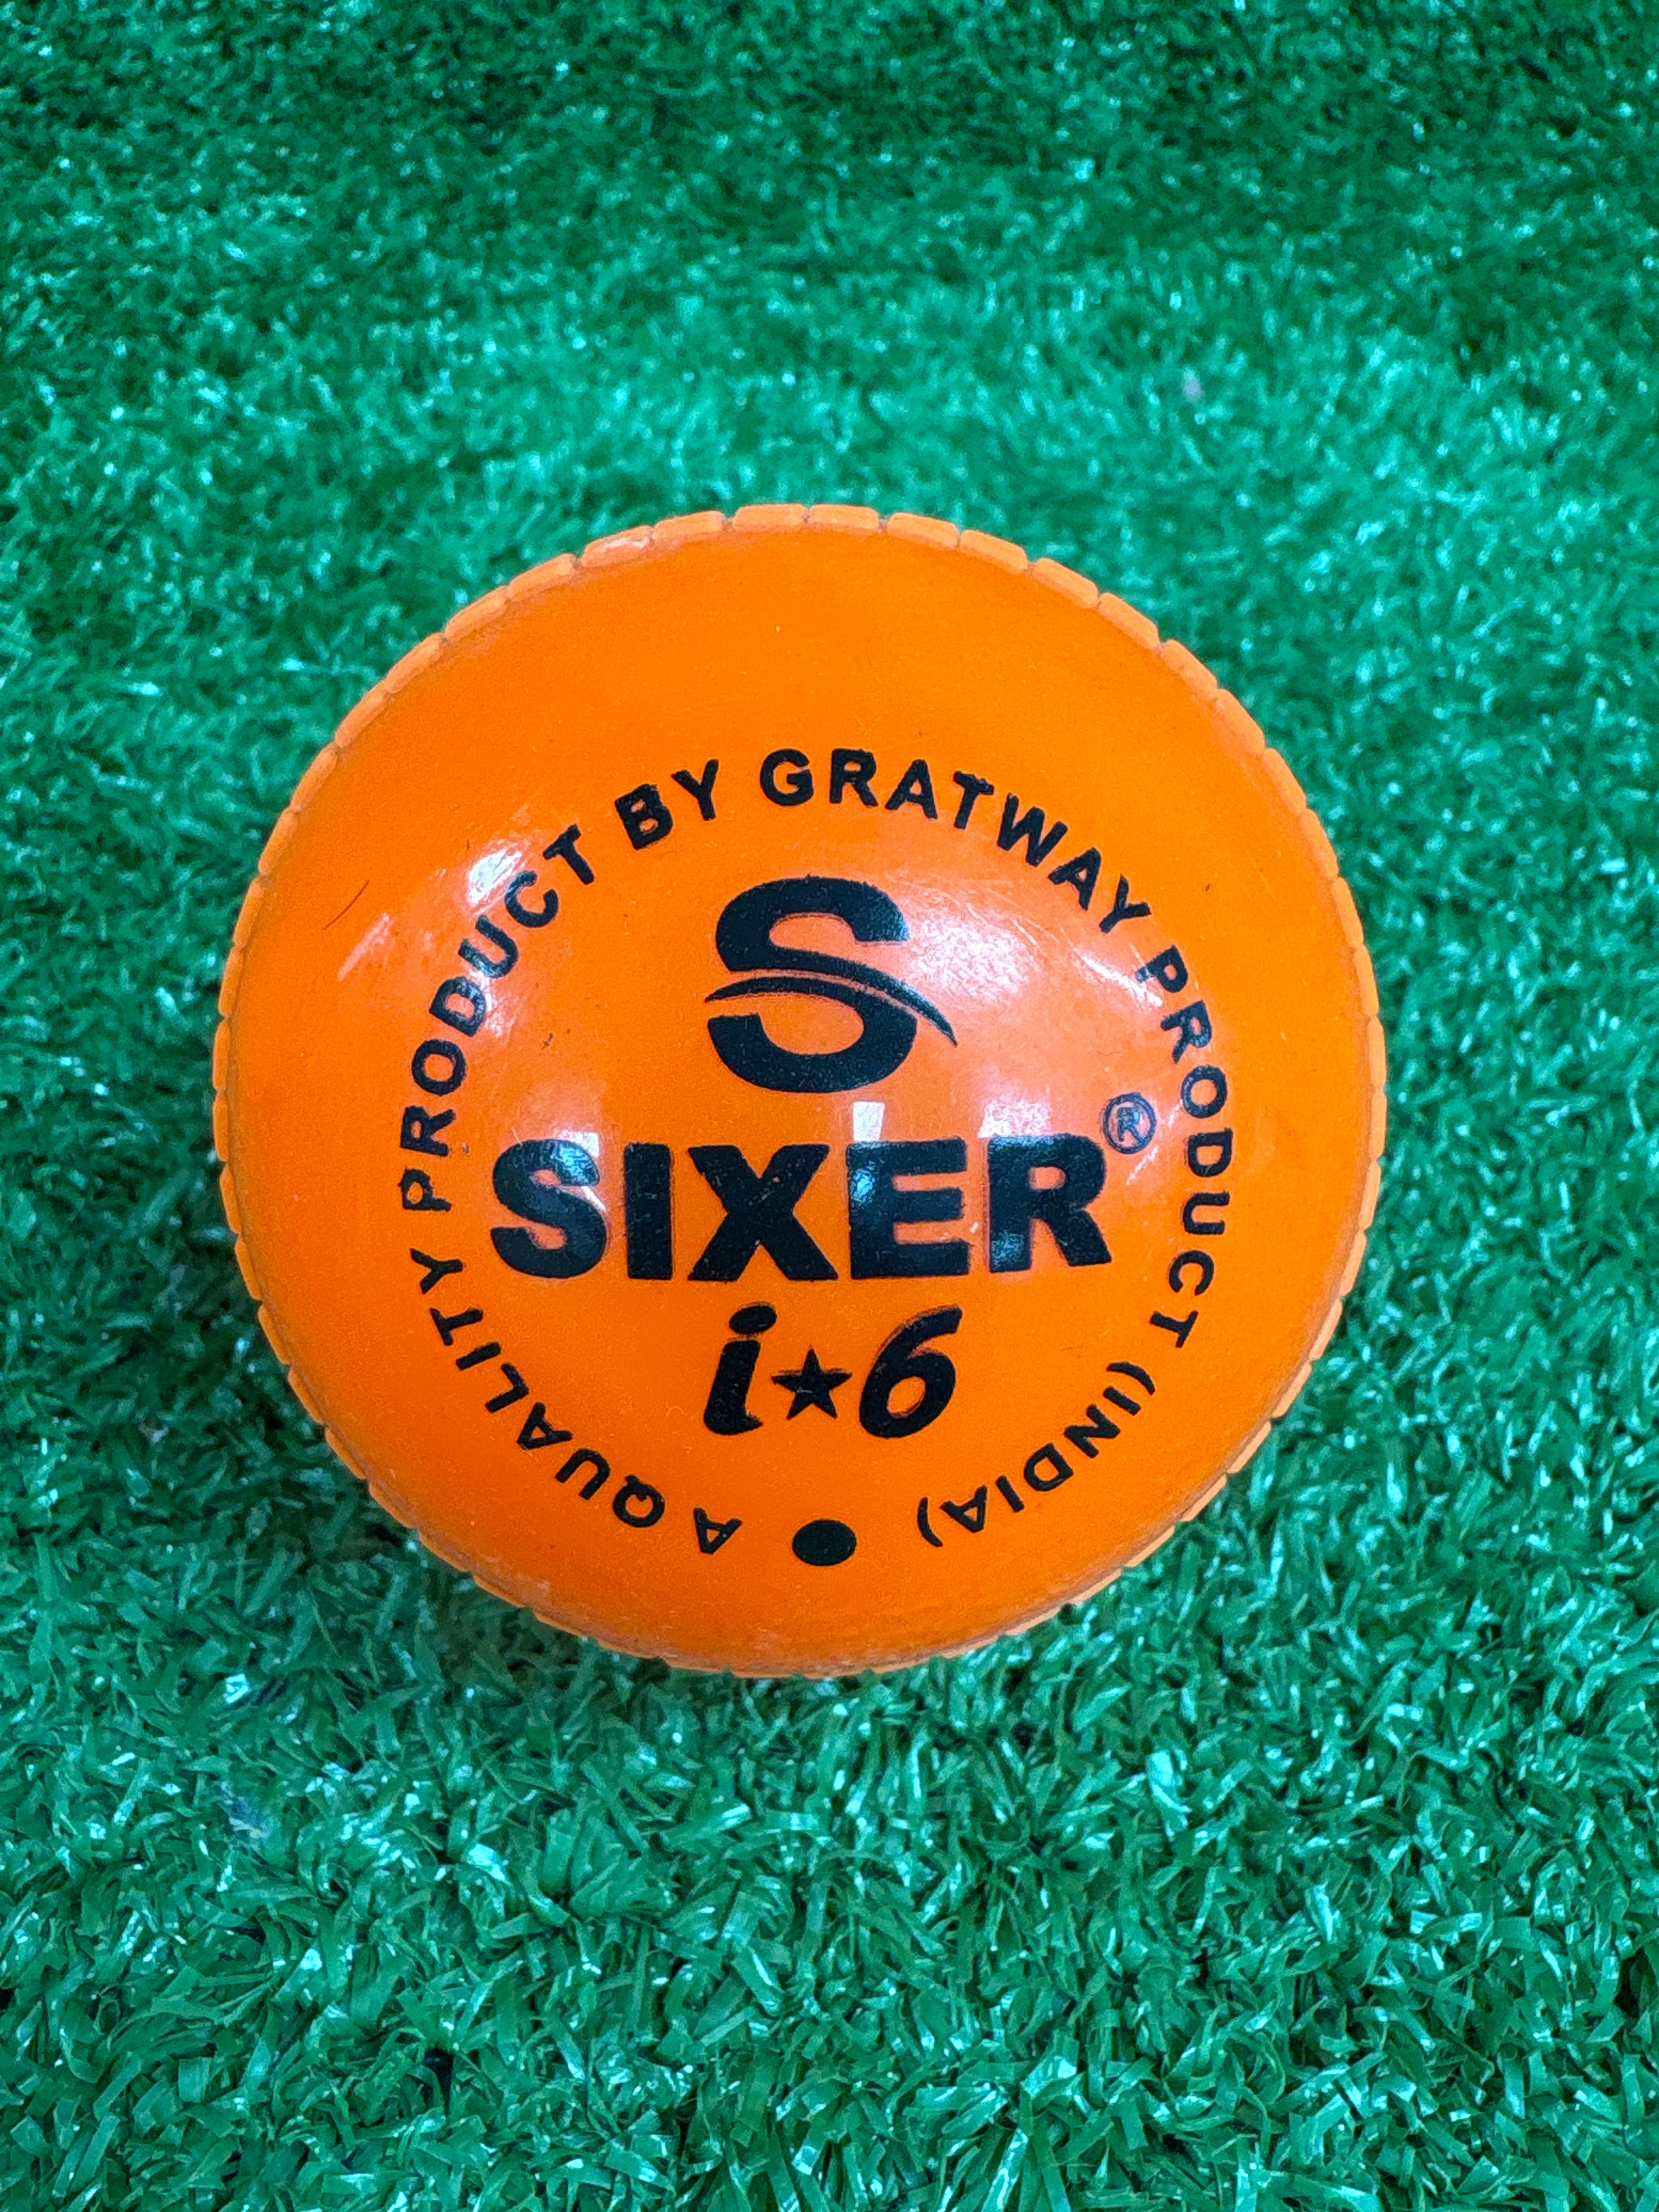 A QUALITY PRODUCT BY GRATWAY PRODUCT (INDIA)
S
SIXER®
i★6